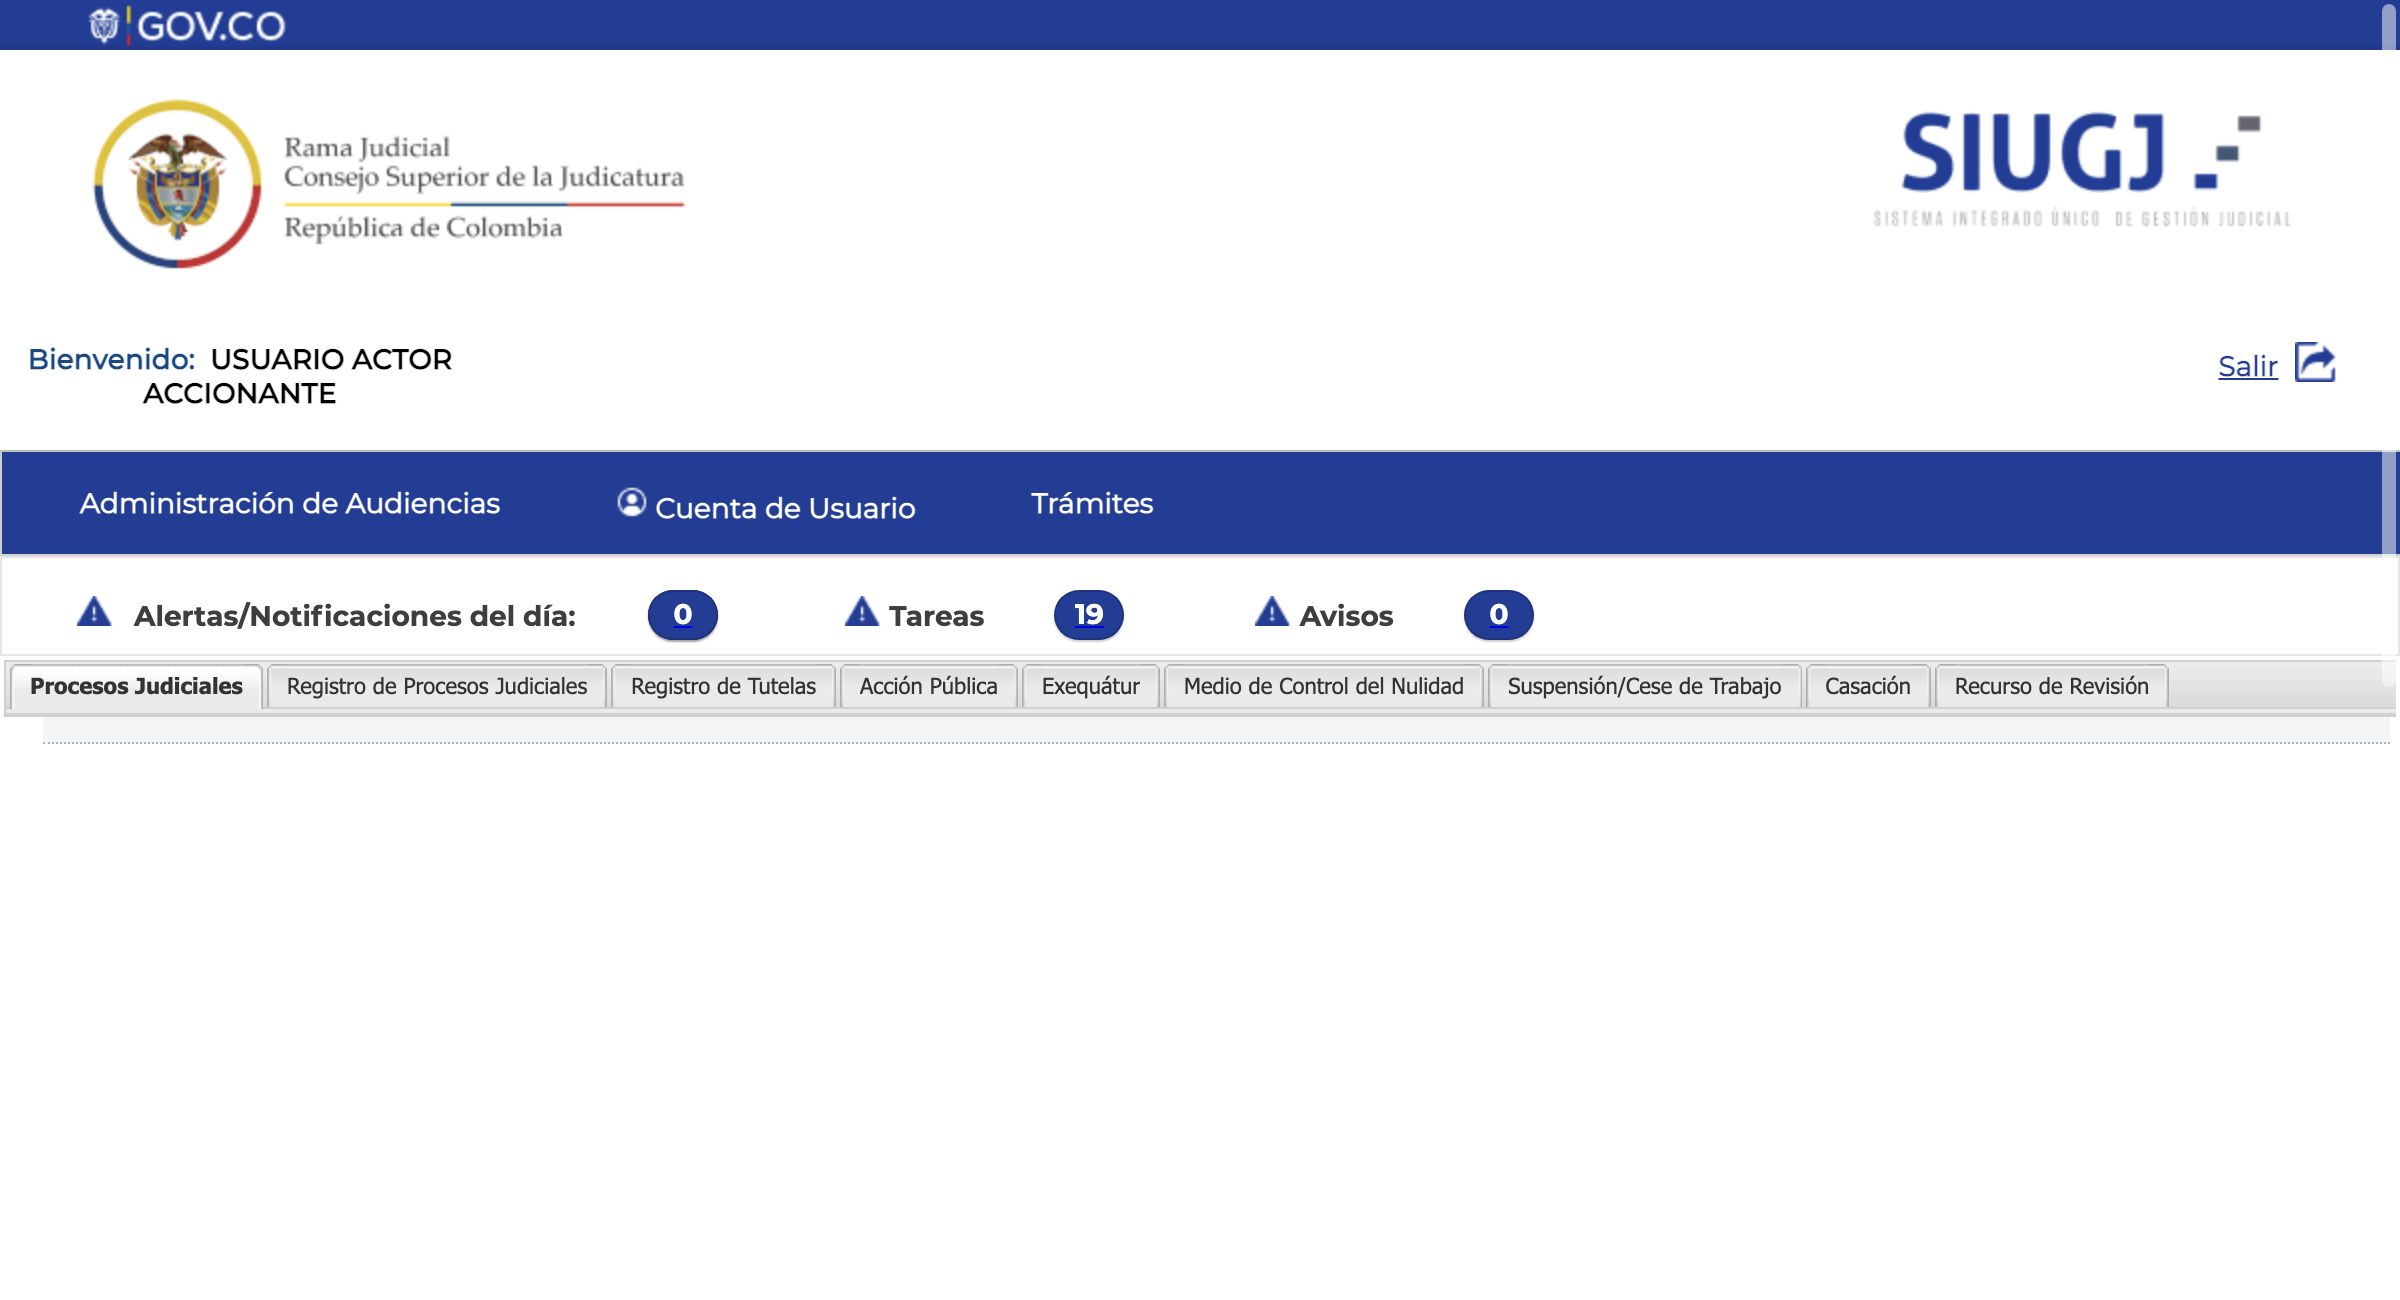 GOV.CO
Rama Judicial
Consejo Superior de la Judicatura
República de Colombia
SIUGJ
SISTEMA INTEGRADO ÚNICO DE GESTIÓN JUDICIAL
Bienvenido: USUARIO ACTOR
ACCIONANTE
Salir
Administración de Audiencias Cuenta de Usuario Trámites
Alertas/Notificaciones del día: 0 Tareas 19 Avisos 0
Procesos Judiciales Registro de Procesos Judiciales Registro de Tutelas Acción Pública Exequátur Medio de Control del Nulidad Suspensión/Cese de Trabajo Casación Recurso de Revisión